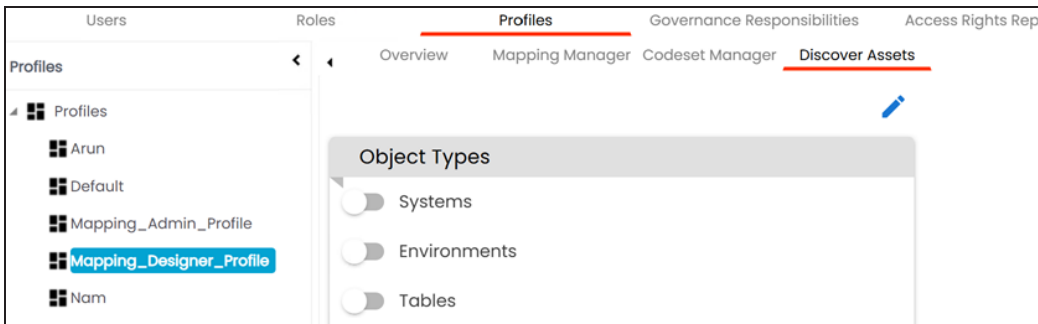 Users Roles Profiles Governance Responsibilities Access Rights Rep
Profiles
Overview Mapping Manager Codeset Manager Discover Assets
Profiles
Arun
Default
Mapping_Admin_Profile
Mapping_Designer_Profile
Nam
Object Types
Systems
Environments
Tables